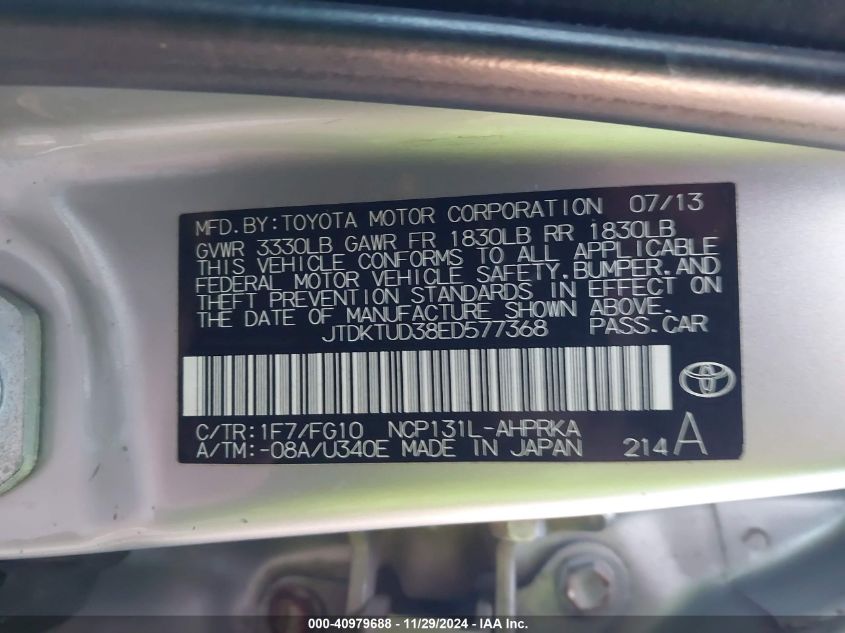 MFD. BY: TOYOTA MOTOR CORPORATION 07/13
GVWR 3330LB GAWR FR 1830LB RR 1830LB
THIS VEHICLE CONFORMS TO ALL APPLICABLE
FEDERAL MOTOR VEHICLE SAFETY, BUMPER, AND
THEFT PREVENTION STANDARDS IN EFFECT ON
THE DATE OF MANUFACTURE SHOWN ABOVE.
JTDKTUD38ED577368 PASS. CAR
C/TR: 1F7/FG10 NCP131L-AHPRKA
A/TM: -08A/U340E MADE IN JAPAN 214 A
000-40979688 - 11/29/2024 - IAA Inc.